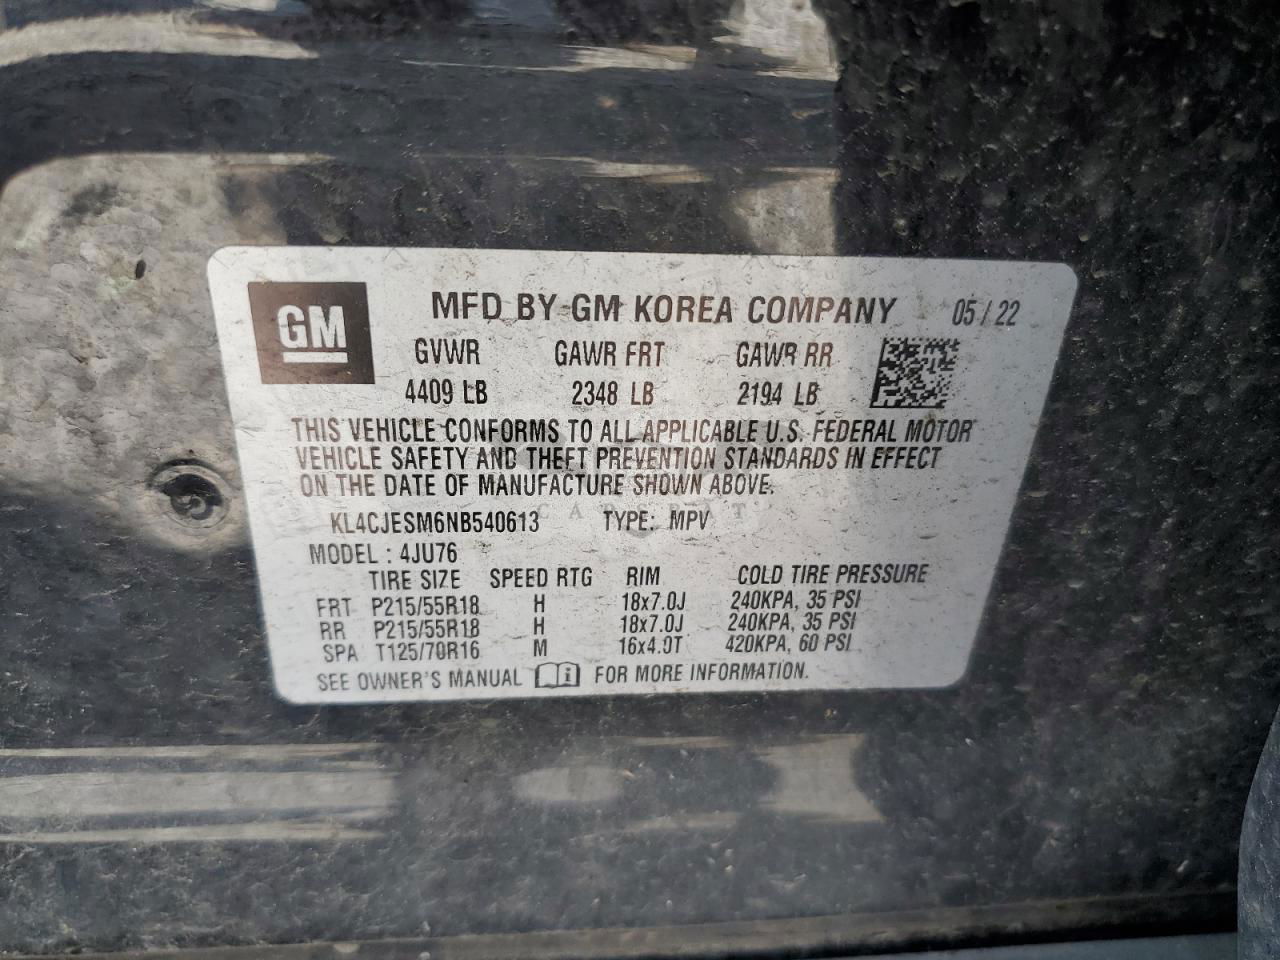 GM
MFD BY GM KOREA COMPANY 05 / 22
GVWR GAWR FRT GAWR RR
4409 LB 2348 LB 2194 LB
THIS VEHICLE CONFORMS TO ALL APPLICABLE U.S. FEDERAL MOTOR
VEHICLE SAFETY AND THEFT PREVENTION STANDARDS IN EFFECT
ON THE DATE OF MANUFACTURE SHOWN ABOVE.
KL4CJESM6NB540613 TYPE: MPV
MODEL : 4JU76
TIRE SIZE SPEED RTG RIM COLD TIRE PRESSURE
FRT P215/55R18 H 18x7.0J 240KPA, 35 PSI
RR P215/55R18 H 18x7.0J 240KPA, 35 PSI
SPA T125/70R16 M 16x4.0T 420KPA, 60 PSI
SEE OWNER'S MANUAL i FOR MORE INFORMATION.